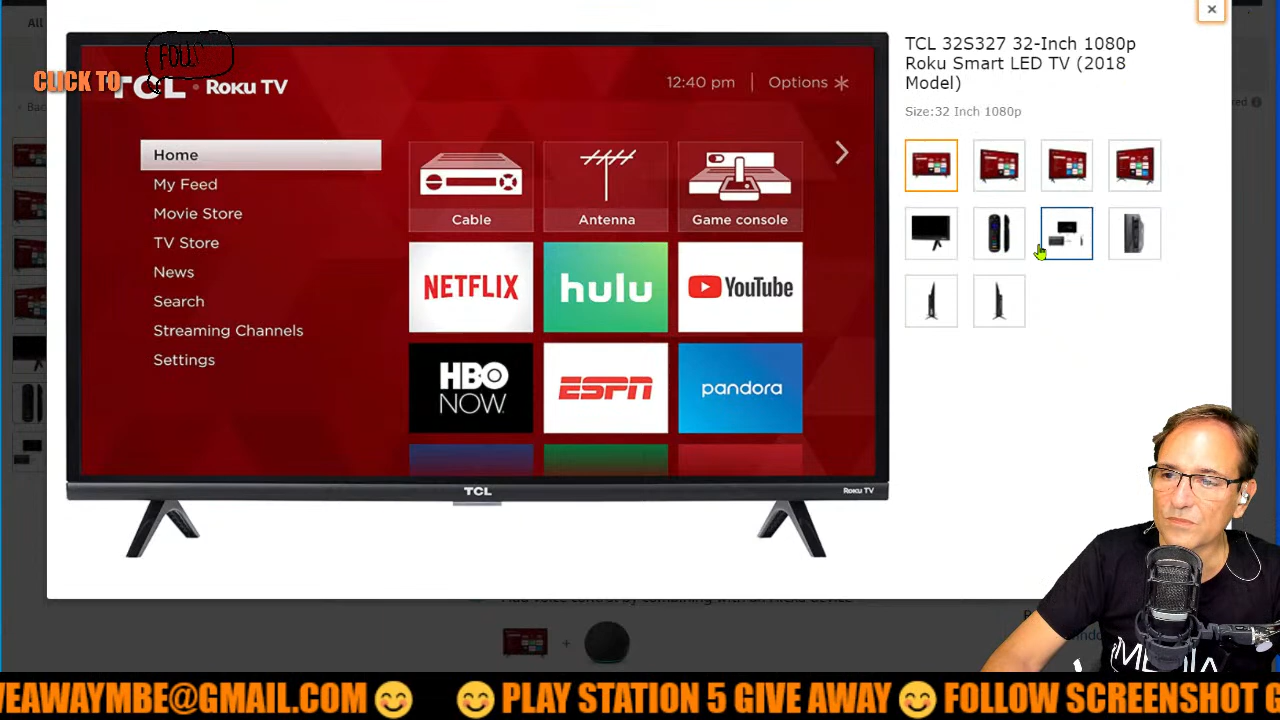 All
×
TCL 32S327 32-Inch 1080p
Roku Smart LED TV (2018
Model)
Size:32 Inch 1080p
CLICK TO
TCL • Roku TV
12:40 pm | Options
Home
My Feed
Movie Store
TV Store
News
Search
Streaming Channels
Settings
Cable
Antenna
Game console
NETFLIX
hulu
YouTube
HBO
NOW.
ESPN
pandora
TCL
Roku TV
+
VEAWAYMBE@GMAIL.COM 😊 😊 PLAY STATION 5 GIVE AWAY 😊 FOLLOW SCREENSHOT G